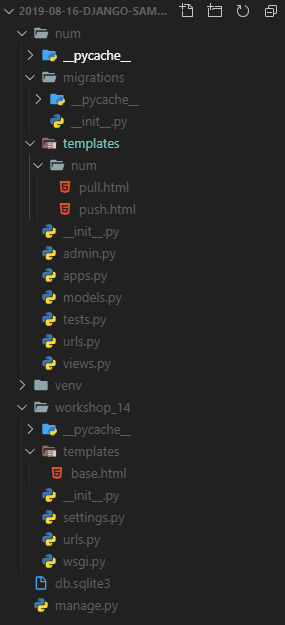 2019-08-16-DJANGO-SAM...
num
__pycache__
migrations
__pycache__
__init__.py
templates
num
pull.html
push.html
__init__.py
admin.py
apps.py
models.py
tests.py
urls.py
views.py
venv
workshop_14
__pycache__
templates
base.html
__init__.py
settings.py
urls.py
wsgi.py
db.sqlite3
manage.py